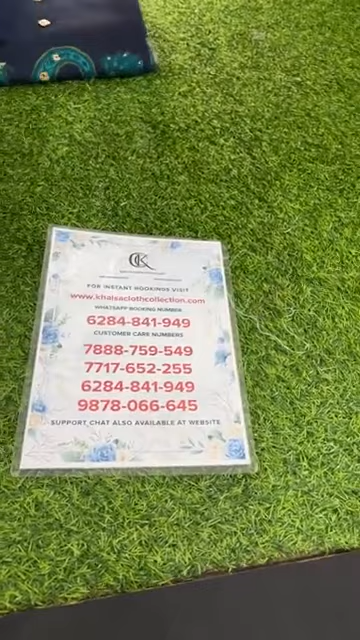 CK
FOR INSTANT BOOKINGS VISIT
www.khalsaclothcollection.com
WHATSAPP BOOKING NUMBER
6284-841-949
CUSTOMER CARE NUMBERS
7888-759-549
7717-652-255
6284-841-949
9878-066-645
SUPPORT CHAT ALSO AVAILABLE AT WEBSITE